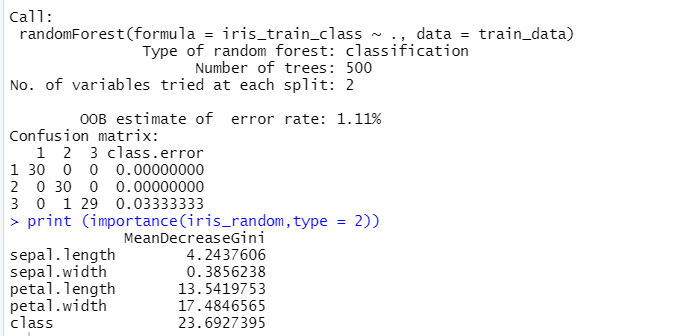 Call:
 randomForest(formula = iris_train_class ~ ., data = train_data)
               Type of random forest: classification
                     Number of trees: 500
No. of variables tried at each split: 2

        OOB estimate of  error rate: 1.11%
Confusion matrix:
   1  2  3 class.error
1 30  0  0  0.00000000
2  0 30  0  0.00000000
3  0  1 29  0.03333333
> print (importance(iris_random,type = 2))
             MeanDecreaseGini
sepal.length        4.2437606
sepal.width         0.3856238
petal.length       13.5419753
petal.width        17.4846565
class              23.6927395